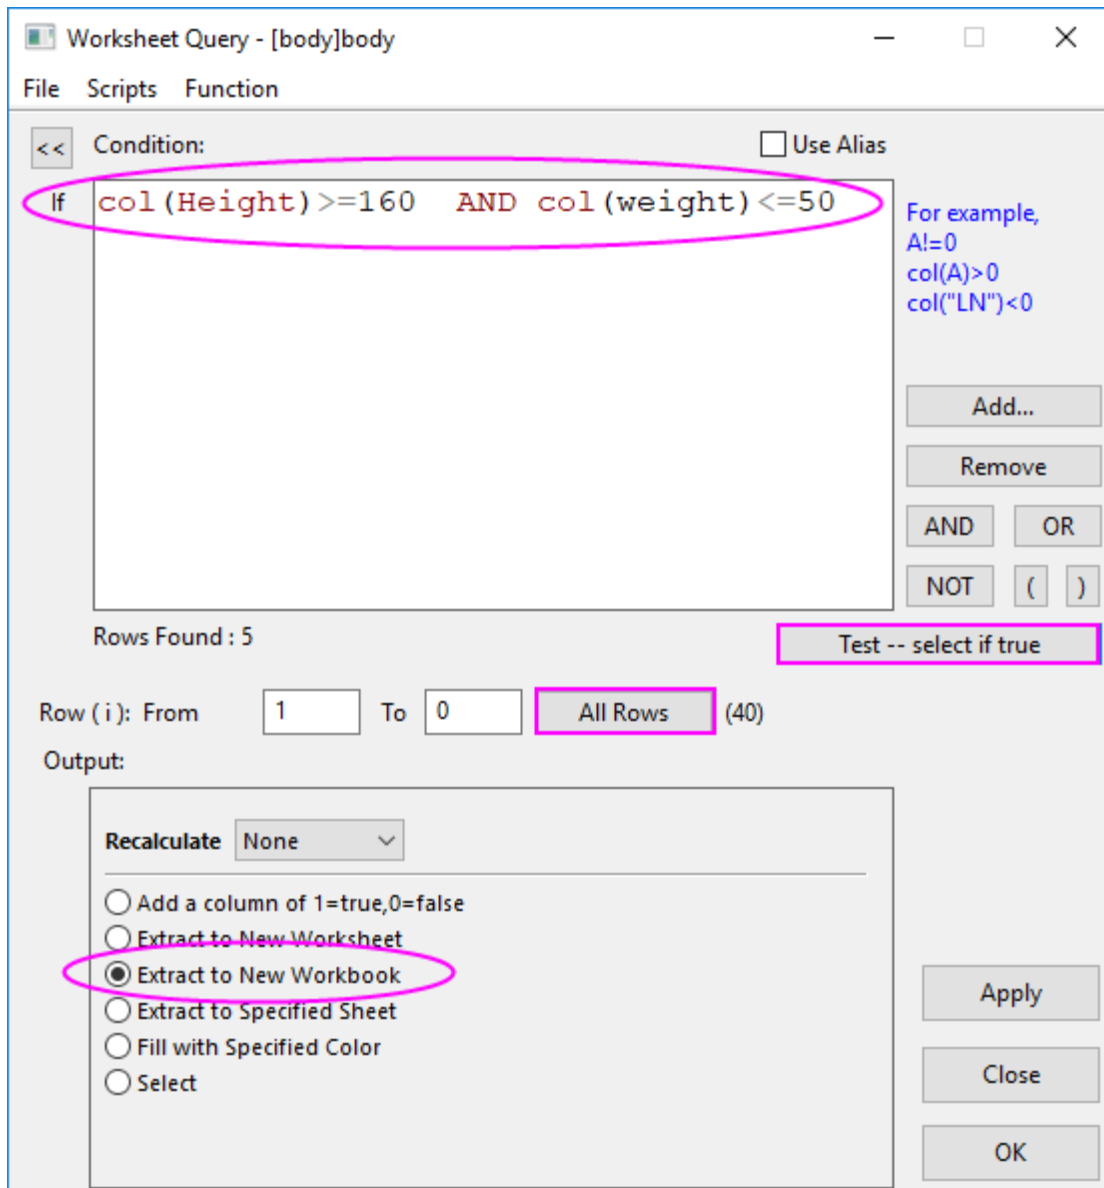 Worksheet Query - [body]body
File Scripts Function
<< Condition: Use Alias
If col(Height)>=160  AND col(weight)<=50
For example,
A!=0
col(A)>0
col("LN")<0
Add...
Remove
AND OR
NOT ( )
Rows Found : 5
Test -- select if true
Row ( i ): From 1 To 0 All Rows (40)
Output:
Recalculate None
Add a column of 1=true,0=false
Extract to New Worksheet
Extract to New Workbook
Extract to Specified Sheet
Fill with Specified Color
Select
Apply
Close
OK